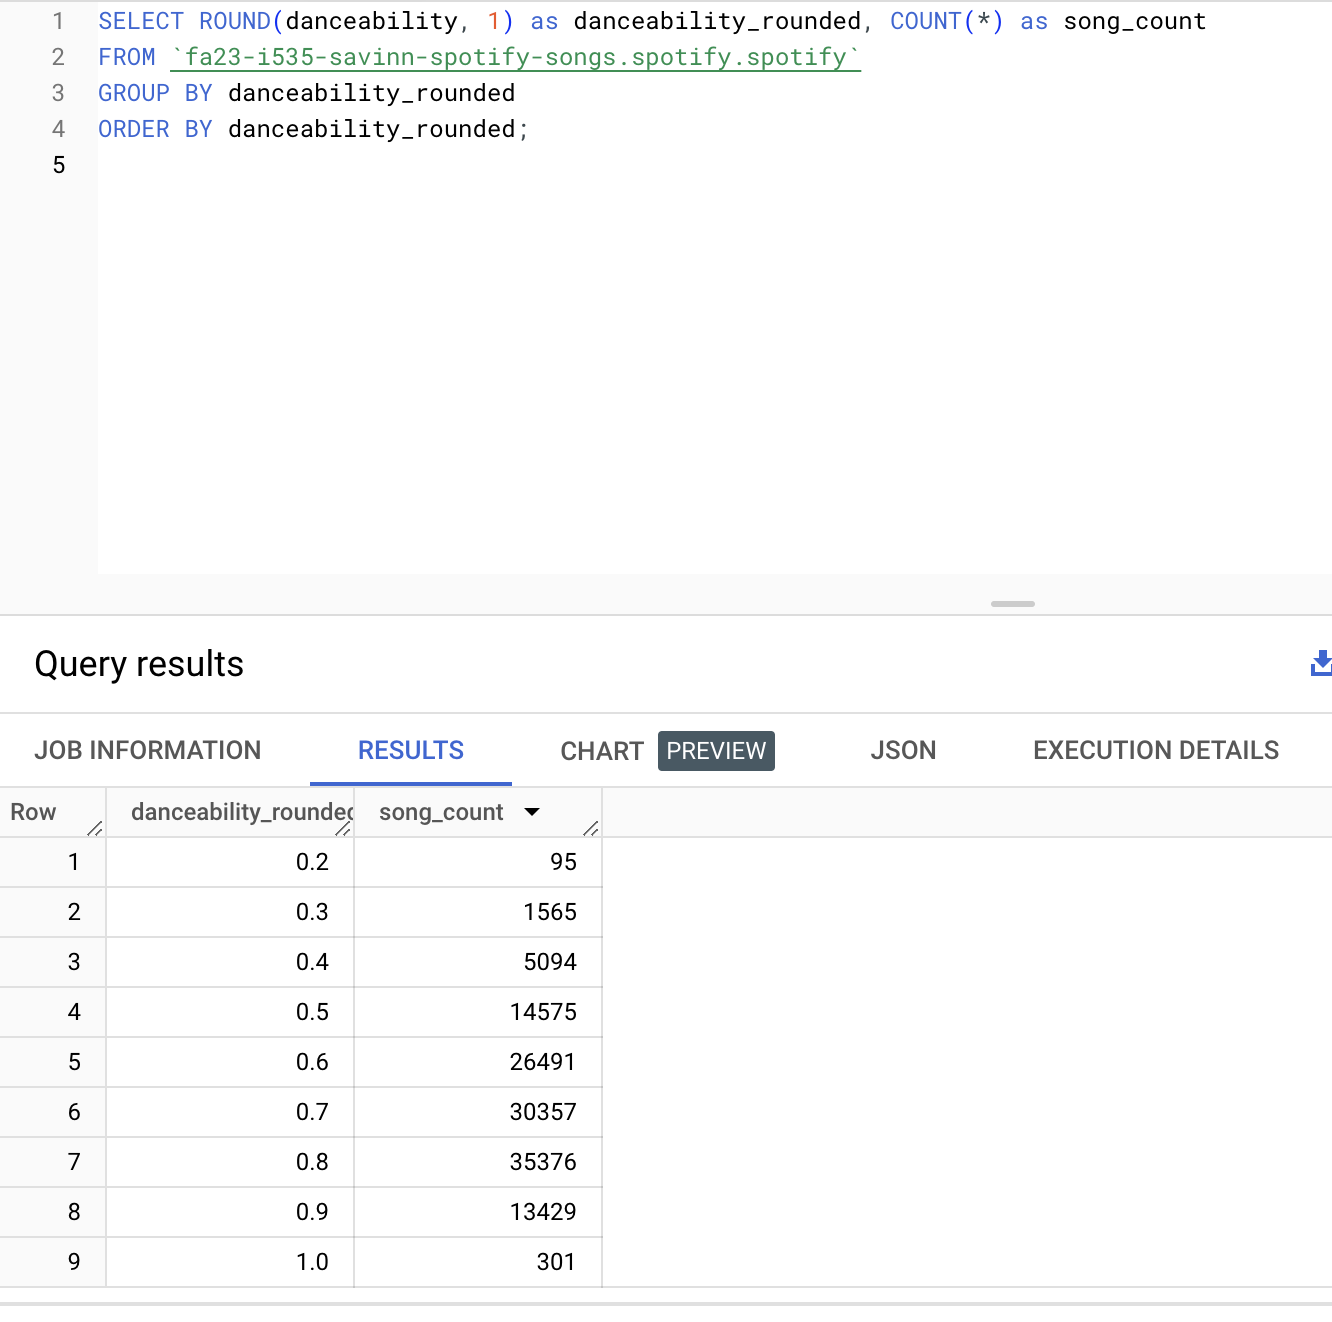 1 SELECT ROUND(danceability, 1) as danceability_rounded, COUNT(*) as song_count
2 FROM `fa23-i535-savinn-spotify-songs.spotify.spotify`
3 GROUP BY danceability_rounded
4 ORDER BY danceability_rounded;
5
Query results
JOB INFORMATION RESULTS CHART PREVIEW JSON EXECUTION DETAILS
Row danceability_rounded song_count
1 0.2 95
2 0.3 1565
3 0.4 5094
4 0.5 14575
5 0.6 26491
6 0.7 30357
7 0.8 35376
8 0.9 13429
9 1.0 301